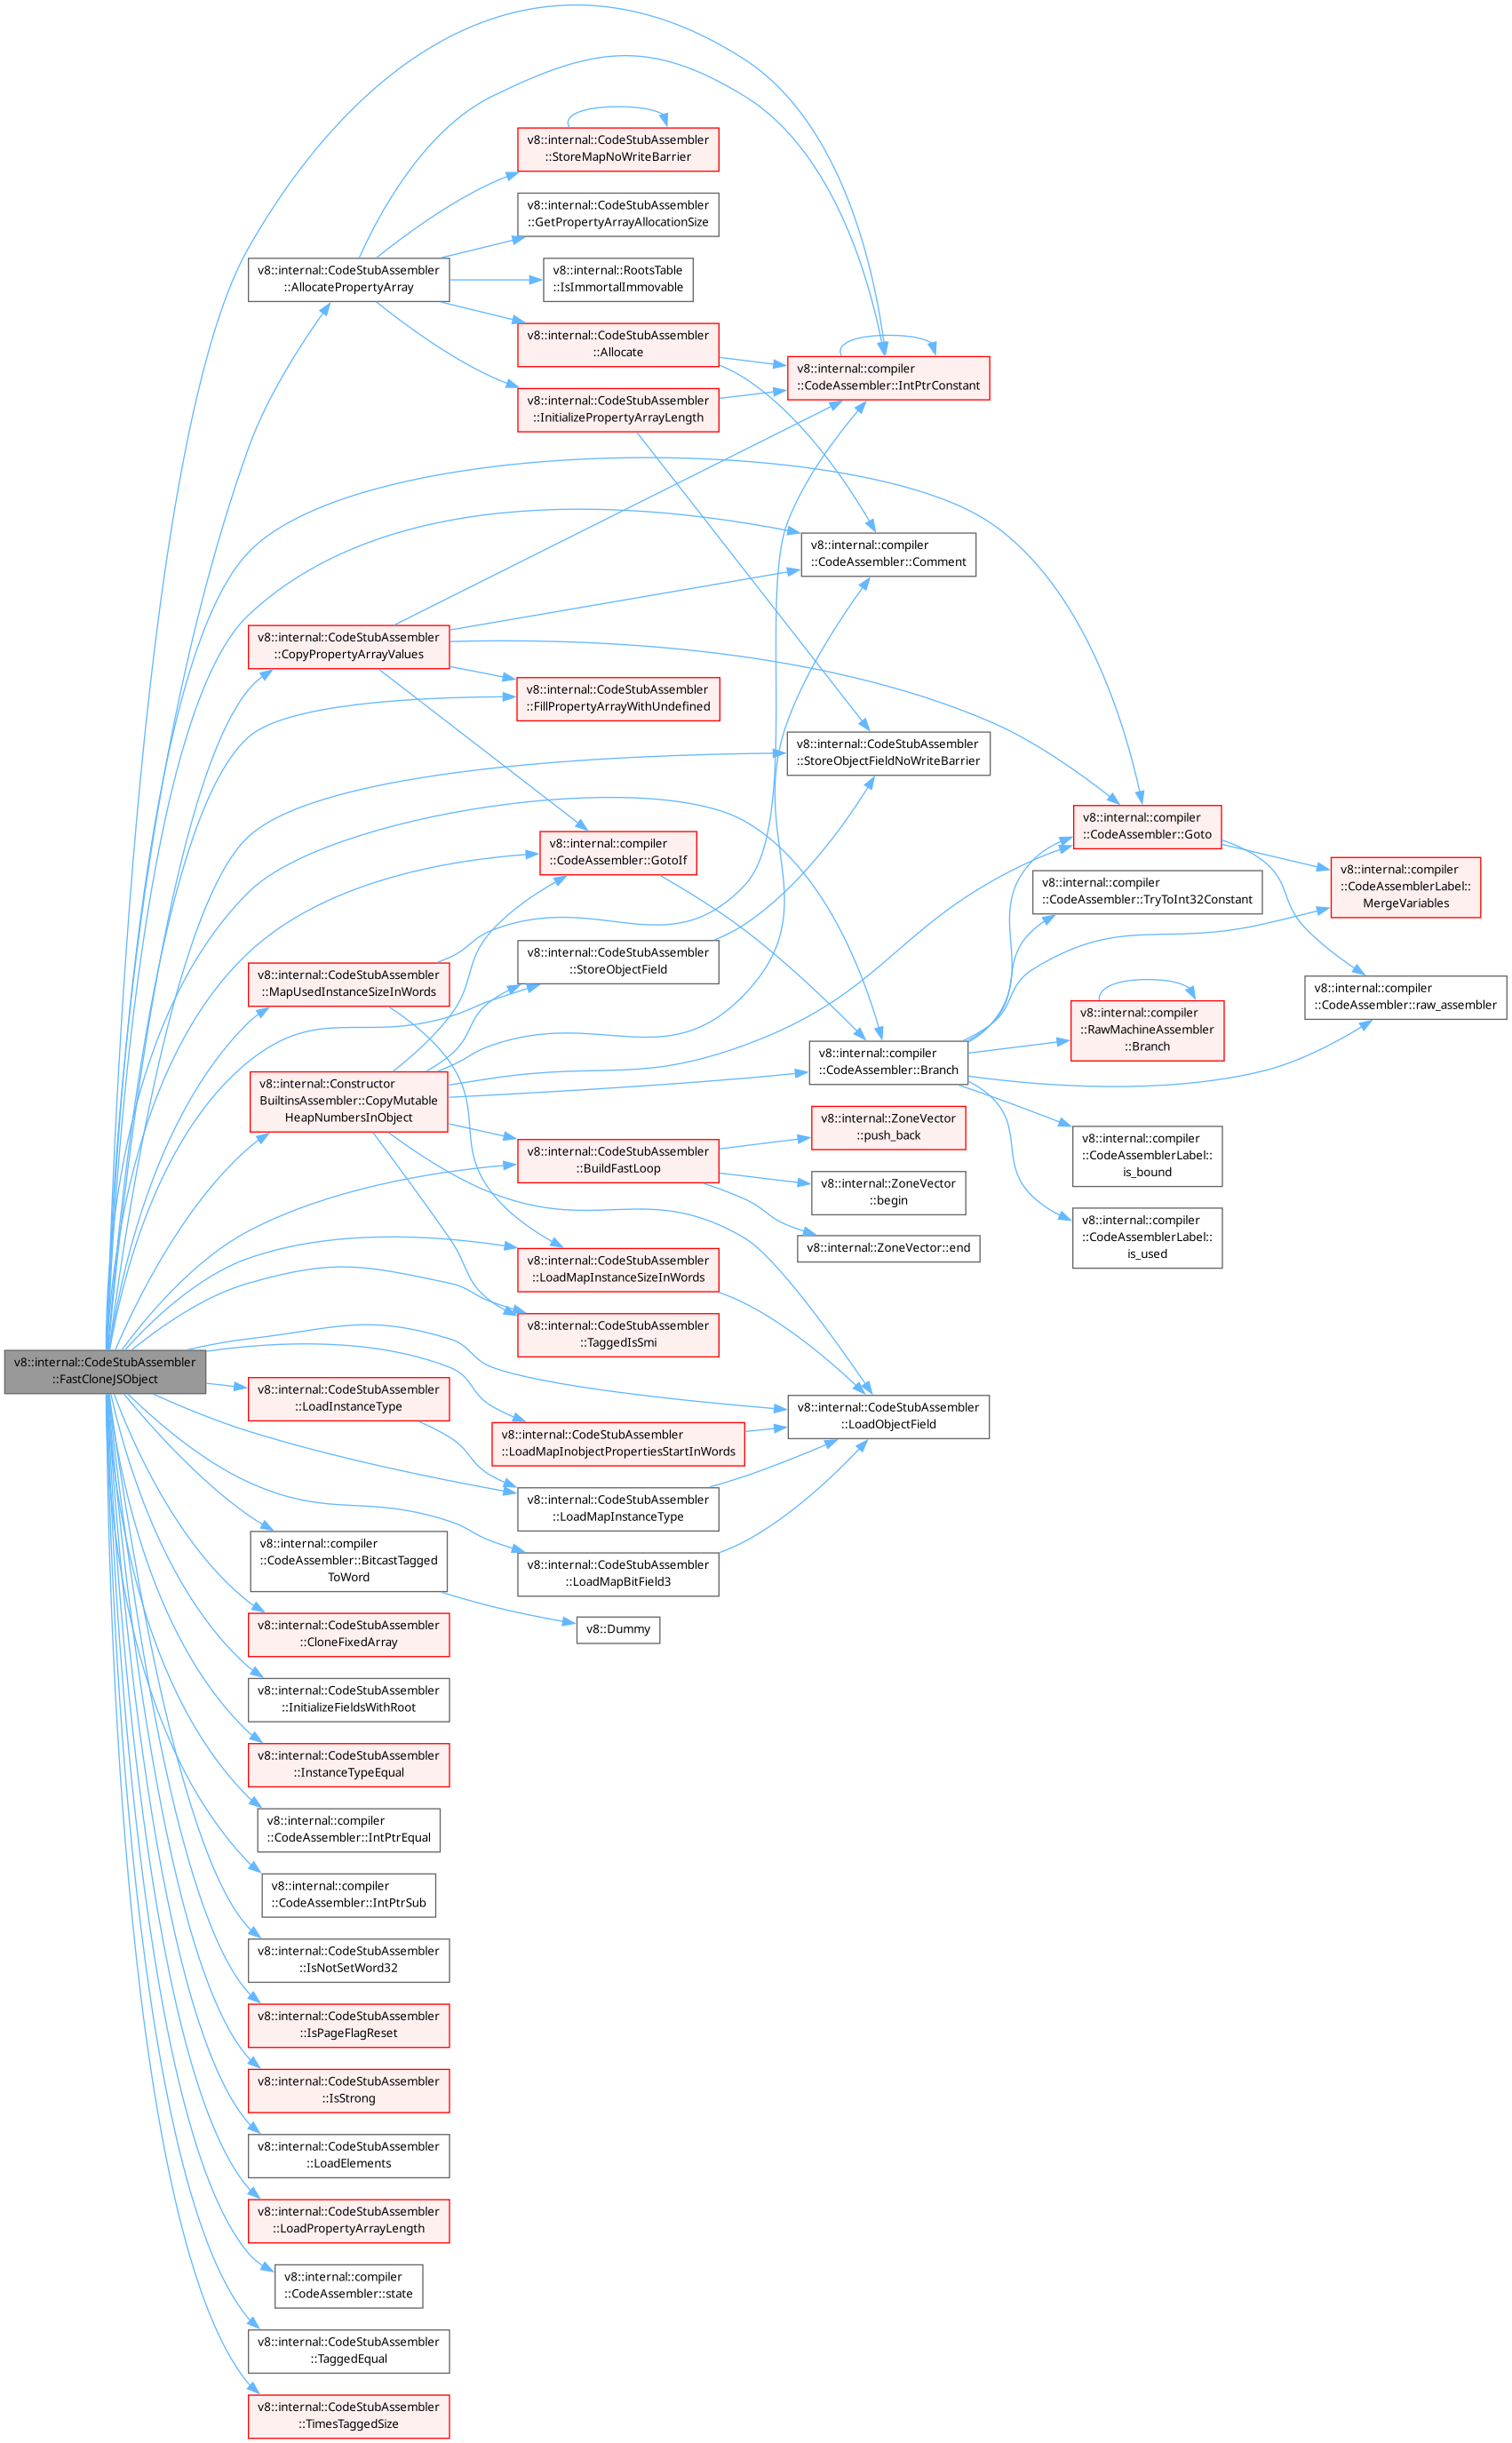 v8::internal::CodeStubAssembler
::StoreMapNoWriteBarrier
v8::internal::CodeStubAssembler
::GetPropertyArrayAllocationSize
v8::internal::CodeStubAssembler
::AllocatePropertyArray
v8::internal::RootsTable
::IsImmortalImmovable
v8::internal::CodeStubAssembler
::Allocate
v8::internal::compiler
::CodeAssembler::IntPtrConstant
v8::internal::CodeStubAssembler
::InitializePropertyArrayLength
v8::internal::compiler
::CodeAssembler::Comment
v8::internal::CodeStubAssembler
::CopyPropertyArrayValues
v8::internal::CodeStubAssembler
::FillPropertyArrayWithUndefined
v8::internal::CodeStubAssembler
::StoreObjectFieldNoWriteBarrier
v8::internal::compiler
::CodeAssembler::Goto
v8::internal::compiler
::CodeAssembler::GotoIf
v8::internal::compiler
::CodeAssemblerLabel::
MergeVariables
v8::internal::compiler
::CodeAssembler::TryToInt32Constant
v8::internal::CodeStubAssembler
::StoreObjectField
v8::internal::CodeStubAssembler
::MapUsedInstanceSizeInWords
v8::internal::compiler
::CodeAssembler::raw_assembler
v8::internal::compiler
::RawMachineAssembler
::Branch
v8::internal::compiler
::CodeAssembler::Branch
v8::internal::Constructor
BuiltinsAssembler::CopyMutable
HeapNumbersInObject
v8::internal::ZoneVector
::push_back
v8::internal::compiler
::CodeAssemblerLabel::
is_bound
v8::internal::CodeStubAssembler
::BuildFastLoop
v8::internal::ZoneVector
::begin
v8::internal::compiler
::CodeAssemblerLabel::
is_used
v8::internal::ZoneVector::end
v8::internal::CodeStubAssembler
::LoadMapInstanceSizeInWords
v8::internal::CodeStubAssembler
::TaggedIsSmi
v8::internal::CodeStubAssembler
::FastCloneJSObject
v8::internal::CodeStubAssembler
::LoadInstanceType
v8::internal::CodeStubAssembler
::LoadObjectField
v8::internal::CodeStubAssembler
::LoadMapInobjectPropertiesStartInWords
v8::internal::CodeStubAssembler
::LoadMapInstanceType
v8::internal::compiler
::CodeAssembler::BitcastTagged
ToWord
v8::internal::CodeStubAssembler
::LoadMapBitField3
v8::Dummy
v8::internal::CodeStubAssembler
::CloneFixedArray
v8::internal::CodeStubAssembler
::InitializeFieldsWithRoot
v8::internal::CodeStubAssembler
::InstanceTypeEqual
v8::internal::compiler
::CodeAssembler::IntPtrEqual
v8::internal::compiler
::CodeAssembler::IntPtrSub
v8::internal::CodeStubAssembler
::IsNotSetWord32
v8::internal::CodeStubAssembler
::IsPageFlagReset
v8::internal::CodeStubAssembler
::IsStrong
v8::internal::CodeStubAssembler
::LoadElements
v8::internal::CodeStubAssembler
::LoadPropertyArrayLength
v8::internal::compiler
::CodeAssembler::state
v8::internal::CodeStubAssembler
::TaggedEqual
v8::internal::CodeStubAssembler
::TimesTaggedSize